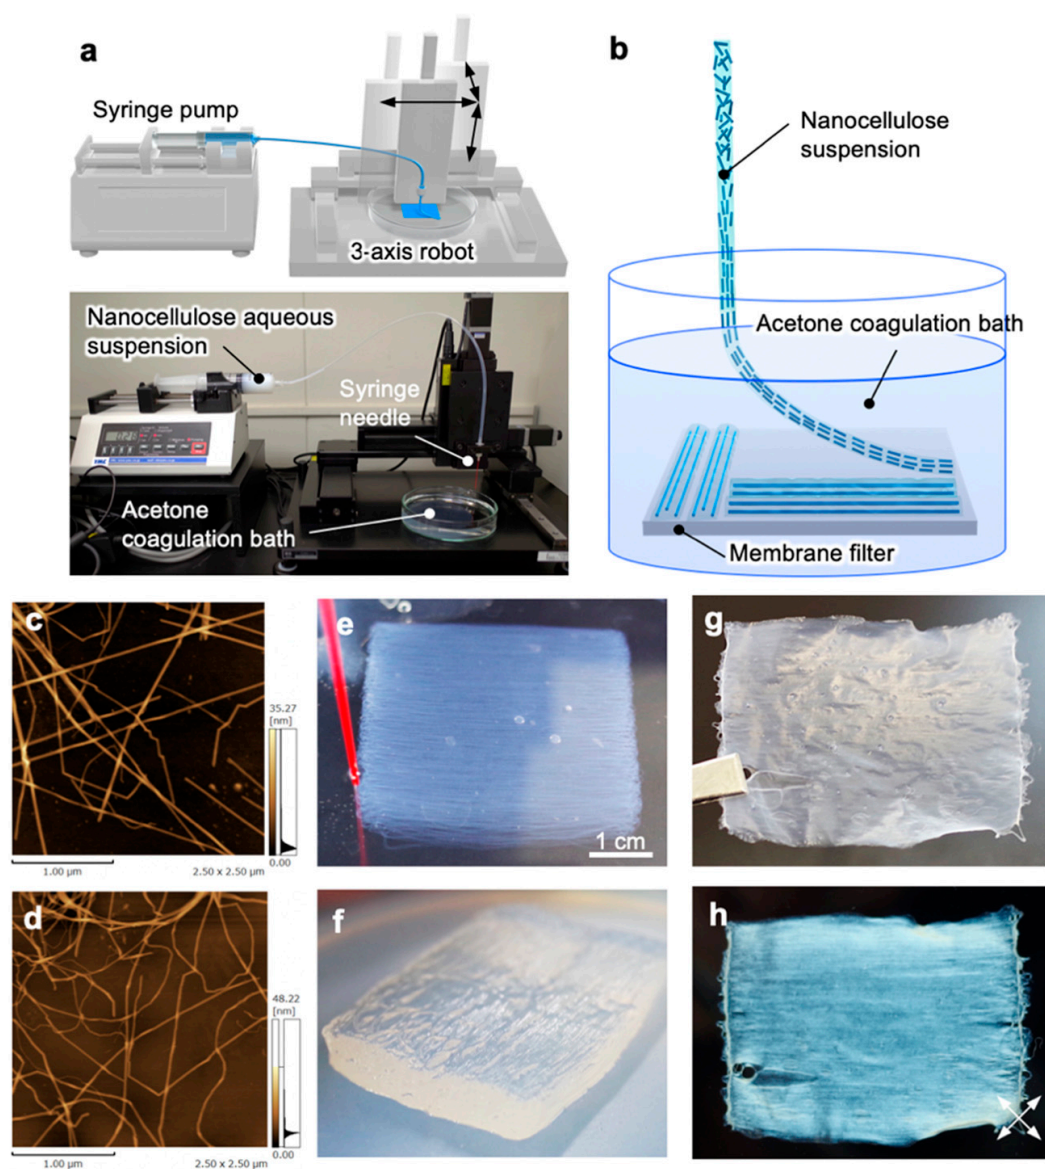 a
Syringe pump
3-axis robot
Nanocellulose aqueous
suspension
Syringe
needle
Acetone
coagulation bath
b
Nanocellulose
suspension
Acetone coagulation bath
Membrane filter
c
35.27
[nm]
0.00
1.00 μm
2.50 x 2.50 μm
d
48.22
[nm]
0.00
1.00 μm
2.50 x 2.50 μm
e
1 cm
f
g
h